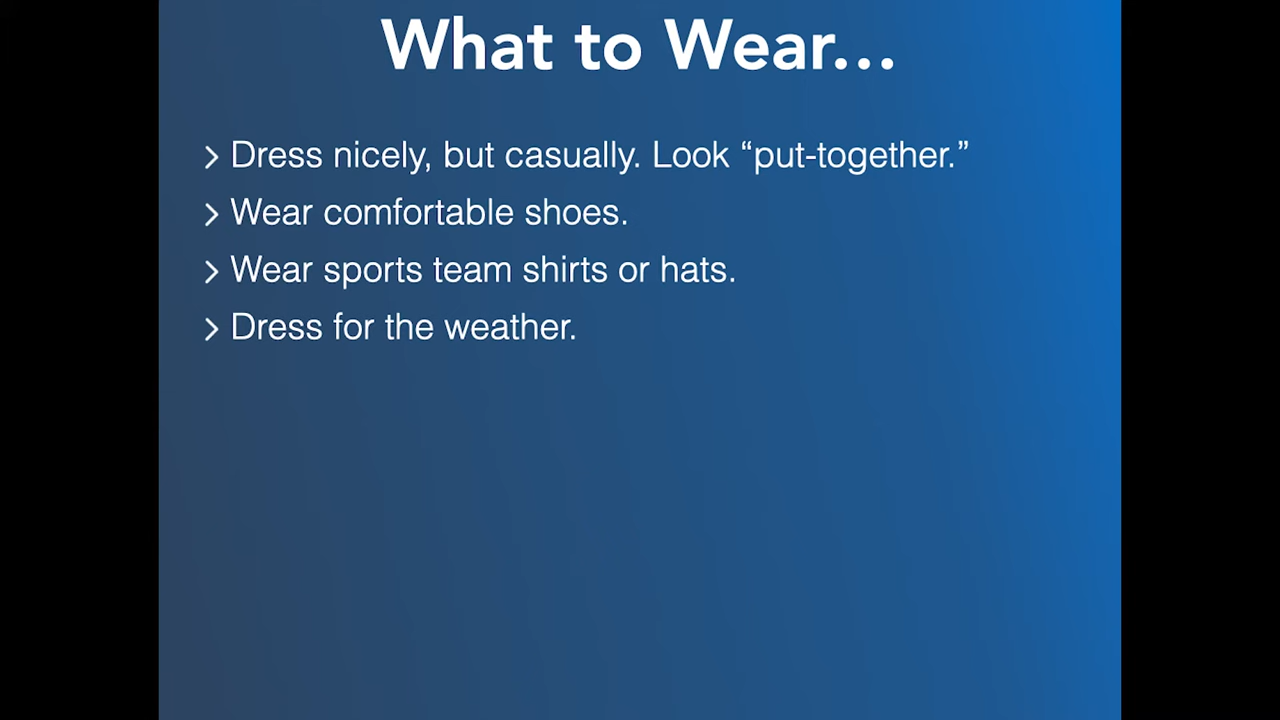 What to Wear…
> Dress nicely, but casually. Look “put-together.”
> Wear comfortable shoes.
> Wear sports team shirts or hats.
> Dress for the weather.